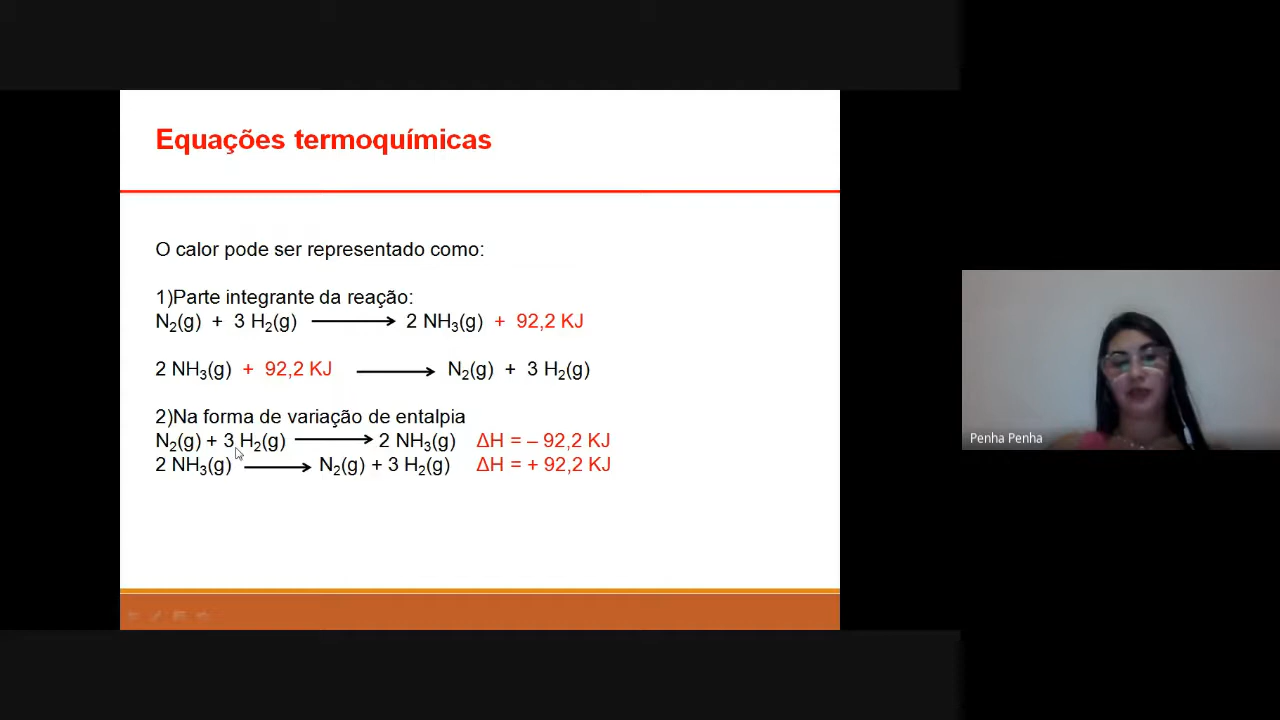 Equações termoquímicas
O calor pode ser representado como:
1)Parte integrante da reação:
N₂(g) + 3 H₂(g) ⟶ 2 NH₃(g) + 92,2 KJ
2 NH₃(g) + 92,2 KJ ⟶ N₂(g) + 3 H₂(g)
2)Na forma de variação de entalpia
N₂(g) + 3 H₂(g) ⟶ 2 NH₃(g) ΔH = – 92,2 KJ
2 NH₃(g) ⟶ N₂(g) + 3 H₂(g) ΔH = + 92,2 KJ
Penha Penha